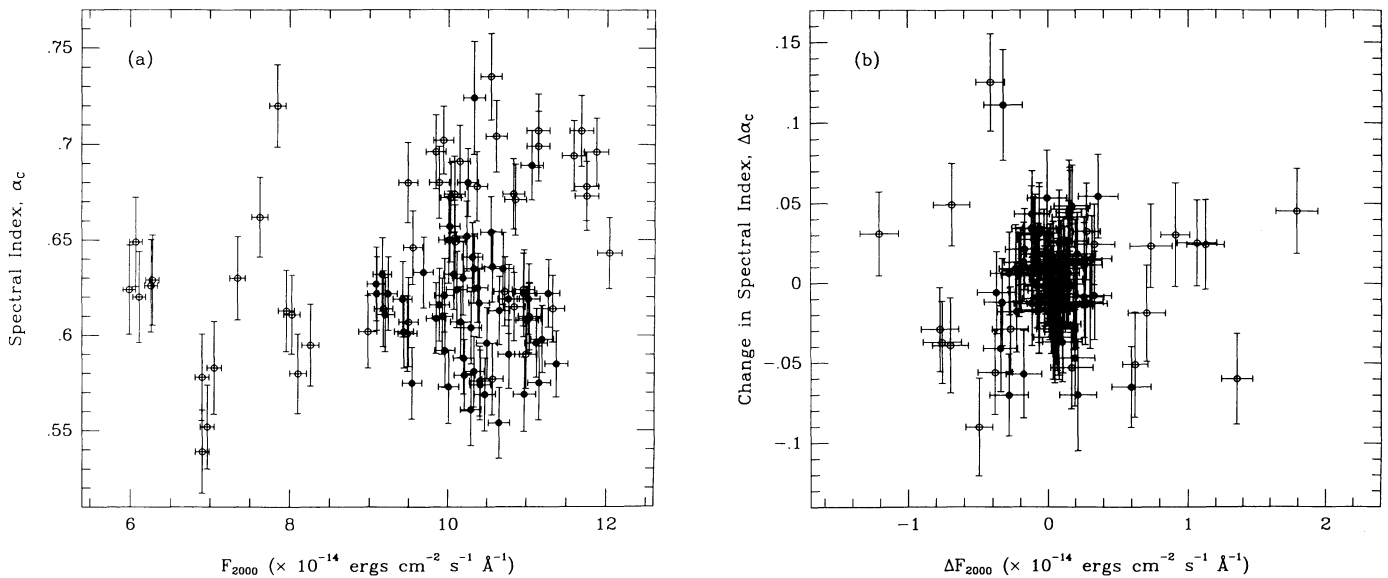 (a)
.75
.7
.65
.6
.55
Spectral Index, α_C
6 8 10 12
F₂₀₀₀ (× 10⁻¹⁴ ergs cm⁻² s⁻¹ Å⁻¹)
(b)
.15
.1
.05
0
-.05
-.1
Change in Spectral Index, Δα_C
-1 0 1 2
ΔF₂₀₀₀ (× 10⁻¹⁴ ergs cm⁻² s⁻¹ Å⁻¹)